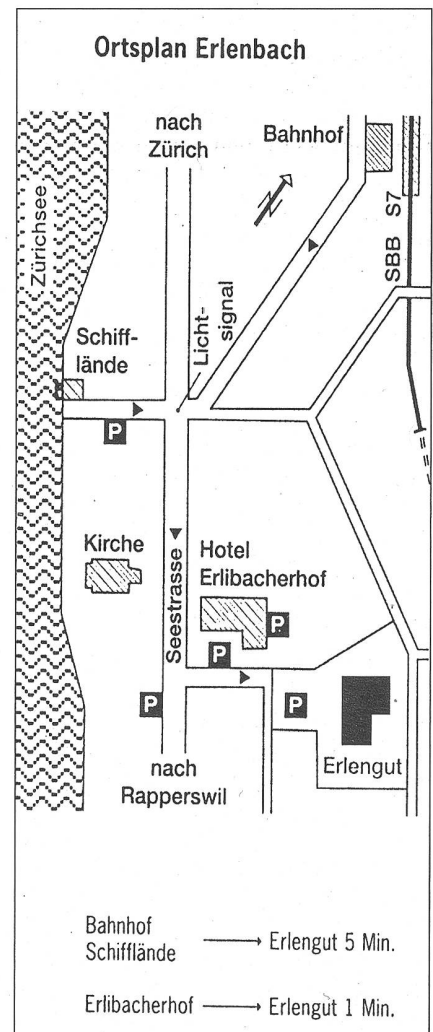 Ortsplan Erlenbach
nach
Zürich
Bahnhof
SBB S7
Zürichsee
Licht-
signal
Schiff-
lände
P
Kirche
Seestrasse
Hotel
Erlibacherhof
P
P
P
P
nach
Rapperswil
Erlengut
Bahnhof
Schifflände → Erlengut 5 Min.
Erlibacherhof → Erlengut 1 Min.